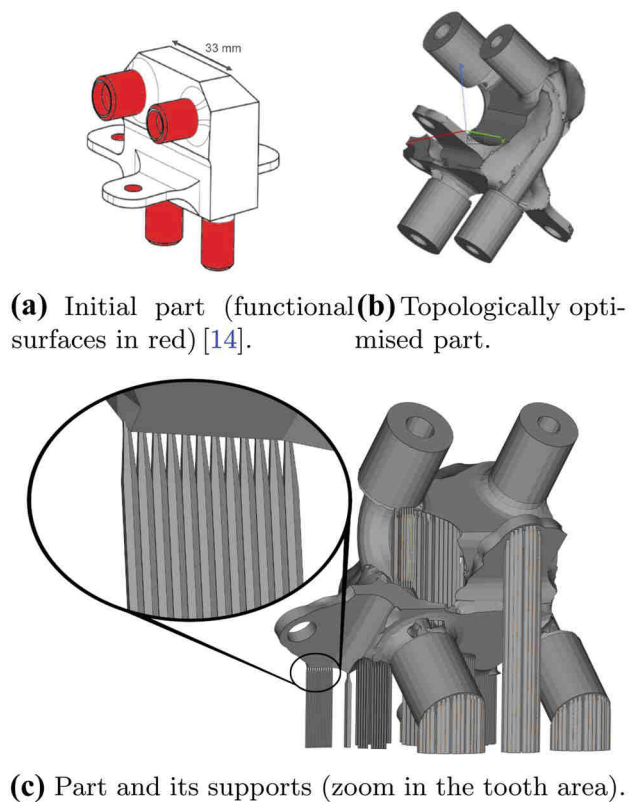 33 mm
(a) Initial part (functional
surfaces in red) [14].
(b) Topologically opti-
mised part.
(c) Part and its supports (zoom in the tooth area).